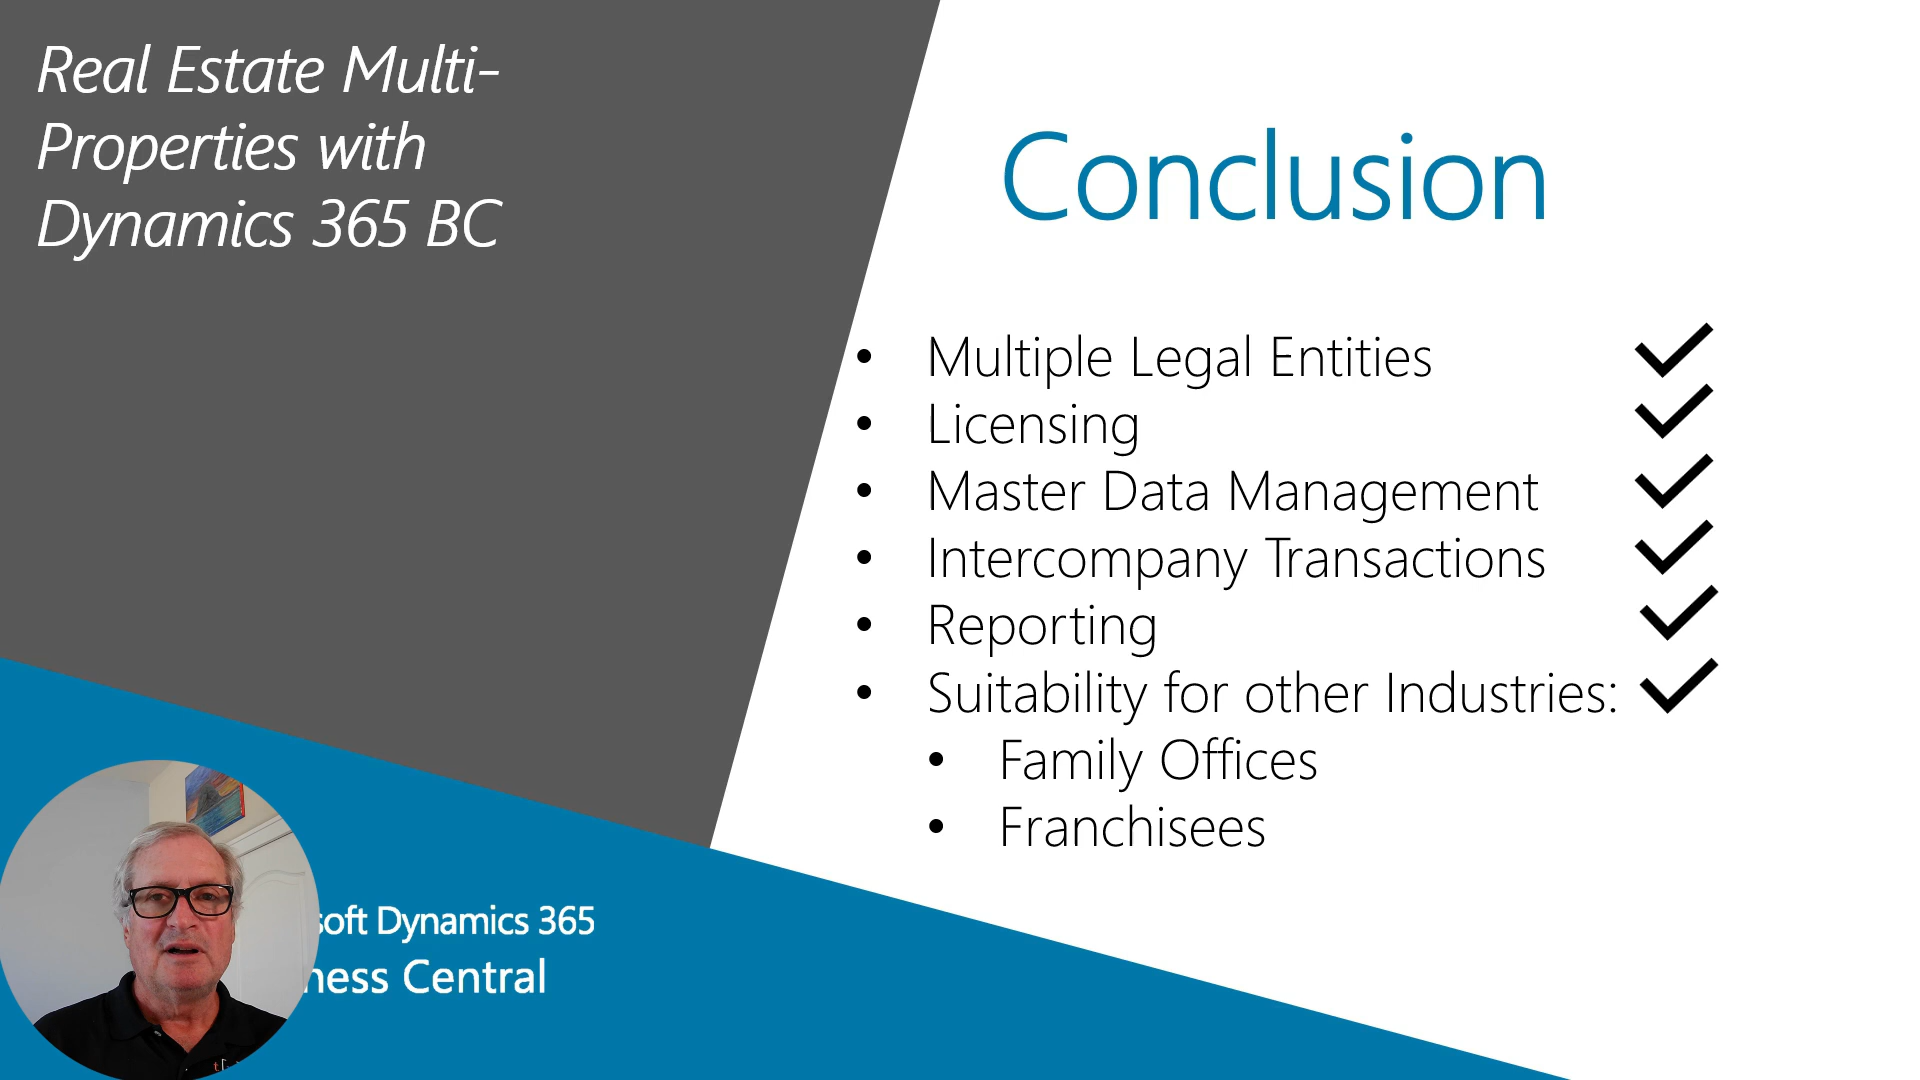 Real Estate Multi-
Properties with
Dynamics 365 BC
Conclusion
• Multiple Legal Entities
• Licensing
• Master Data Management
• Intercompany Transactions
• Reporting
• Suitability for other Industries:
• Family Offices
• Franchisees
soft Dynamics 365
ness Central